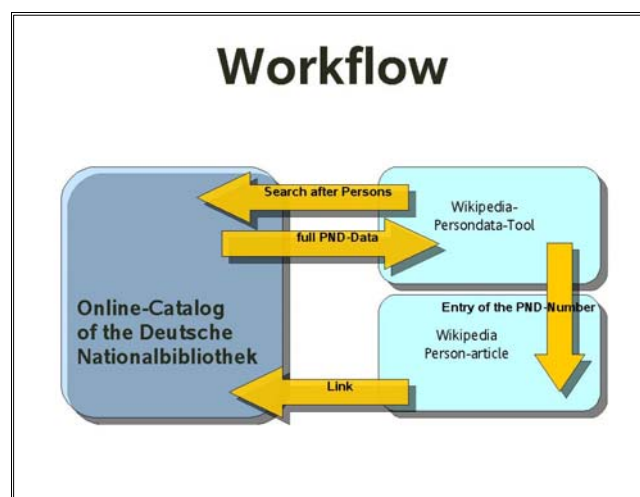 Workflow
Search after Persons
Wikipedia-
Persondata-Tool
full PND-Data
Online-Catalog
of the Deutsche
Nationalbibliothek
Entry of the PND-Number
Wikipedia
Person-article
Link